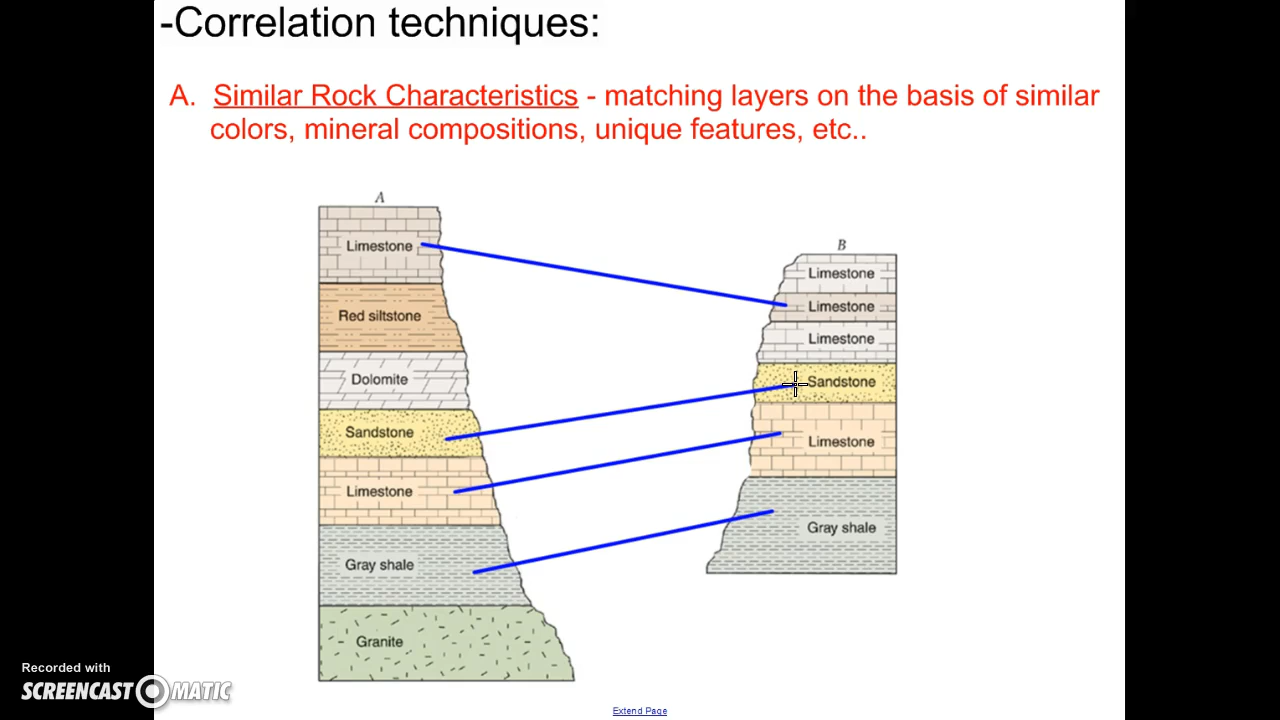 -Correlation techniques:
A. Similar Rock Characteristics - matching layers on the basis of similar
colors, mineral compositions, unique features, etc..
A
Limestone
Red siltstone
Dolomite
Sandstone
Limestone
Gray shale
Granite
B
Limestone
Limestone
Limestone
Sandstone
Limestone
Gray shale
Recorded with
SCREENCAST MATIC
Extend Page